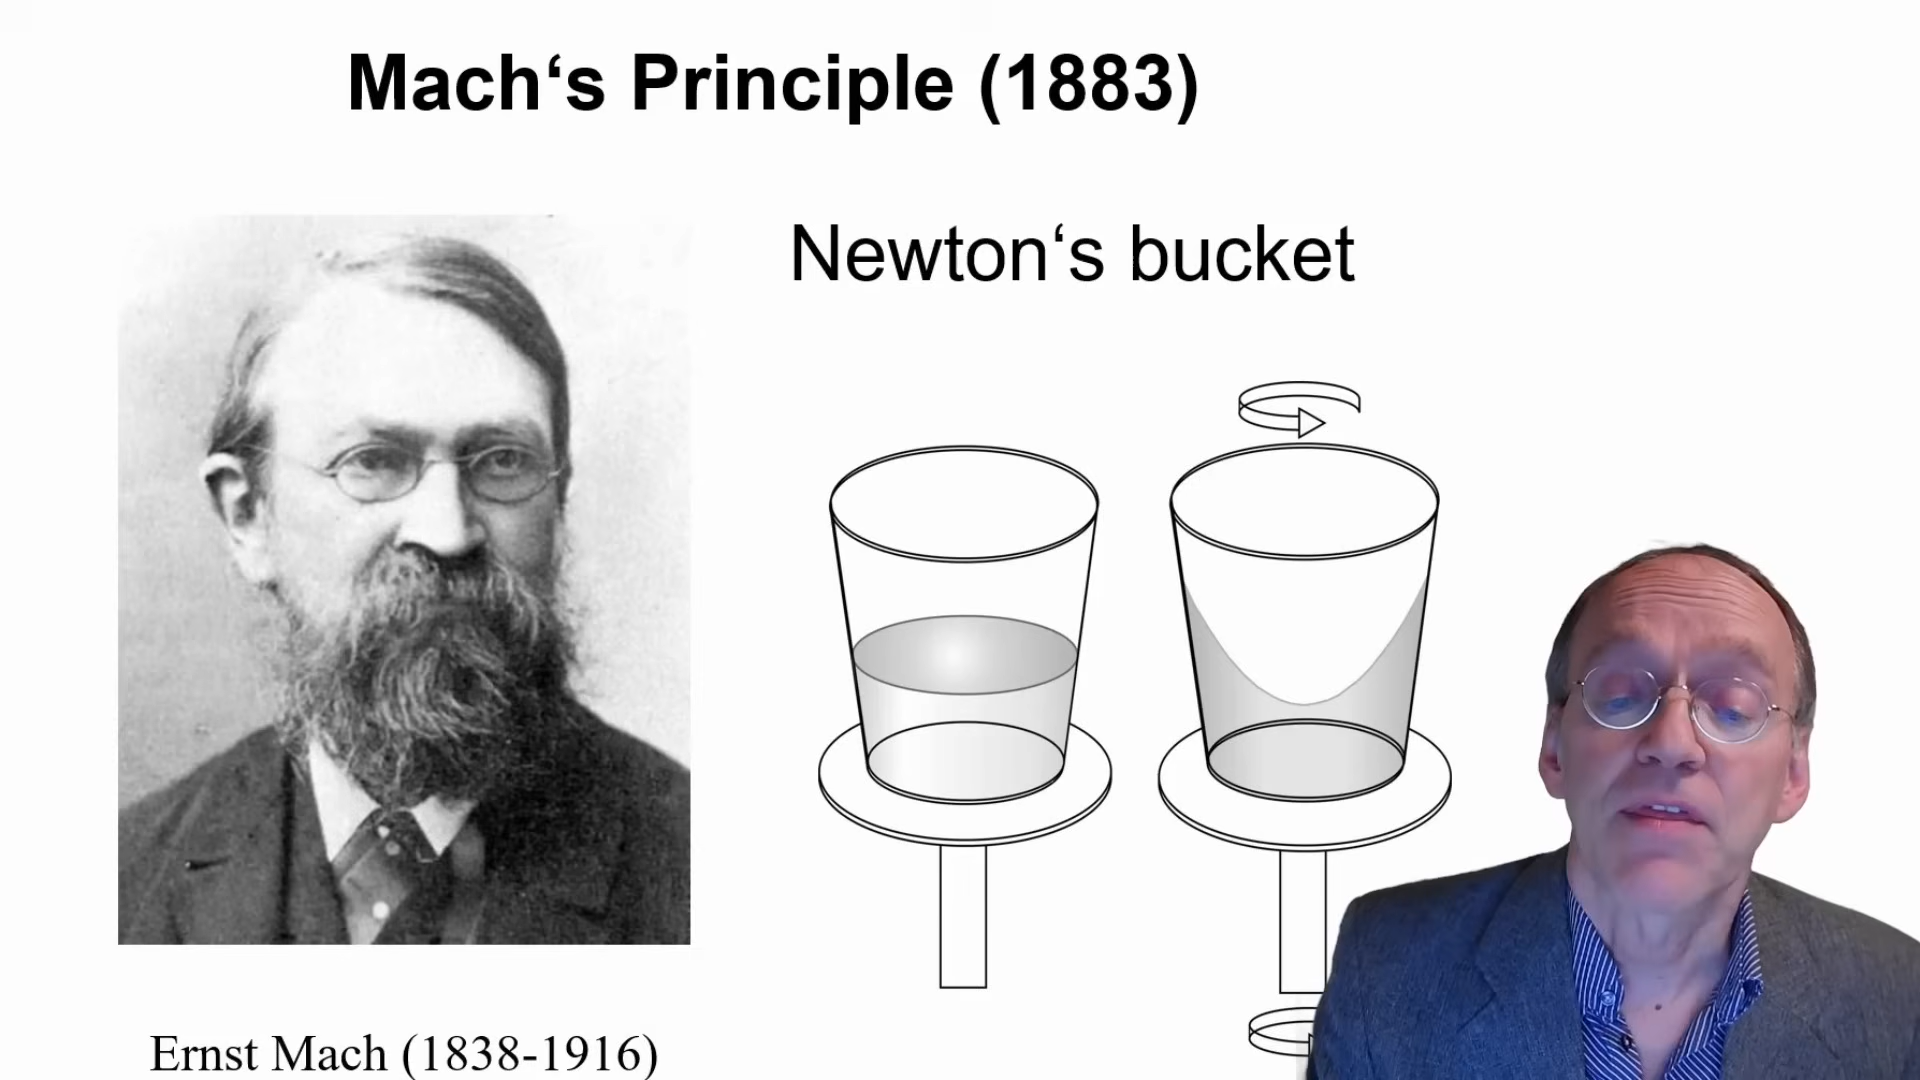 Mach‘s Principle (1883)
Newton‘s bucket
Ernst Mach (1838-1916)